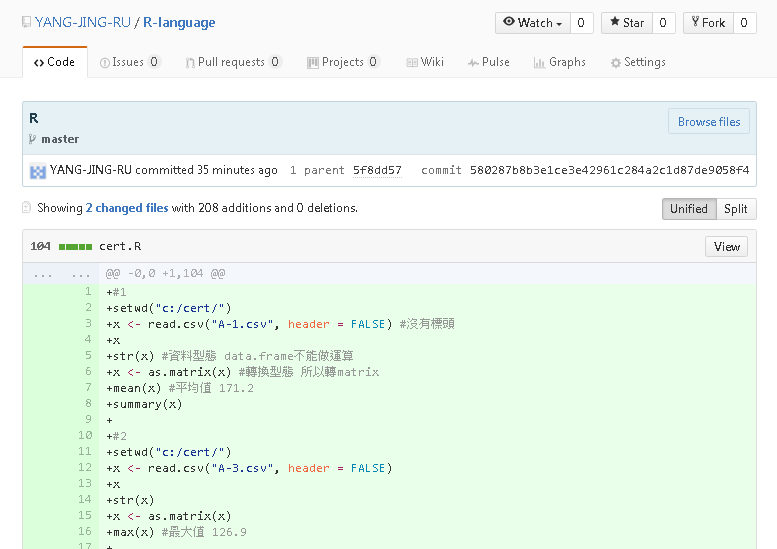 YANG-JING-RU / R-language
Watch 0 Star 0 Fork 0
Code Issues 0 Pull requests 0 Projects 0 Wiki Pulse Graphs Settings
R
Browse files
master
YANG-JING-RU committed 35 minutes ago 1 parent 5f8dd57 commit 580287b8b3e1ce3e42961c284a2c1d87de9058f4
Showing 2 changed files with 208 additions and 0 deletions.
Unified Split
104 cert.R View
... ... @@ -0,0 +1,104 @@
1 +#1
2 +setwd("c:/cert/")
3 +x <- read.csv("A-1.csv", header = FALSE) #沒有標頭
4 +x
5 +str(x) #資料型態 data.frame不能做運算
6 +x <- as.matrix(x) #轉換型態 所以轉matrix
7 +mean(x) #平均值 171.2
8 +summary(x)
9 +
10 +#2
11 +setwd("c:/cert/")
12 +x <- read.csv("A-3.csv", header = FALSE)
13 +x
14 +str(x)
15 +x <- as.matrix(x)
16 +max(x) #最大值 126.9
17 +